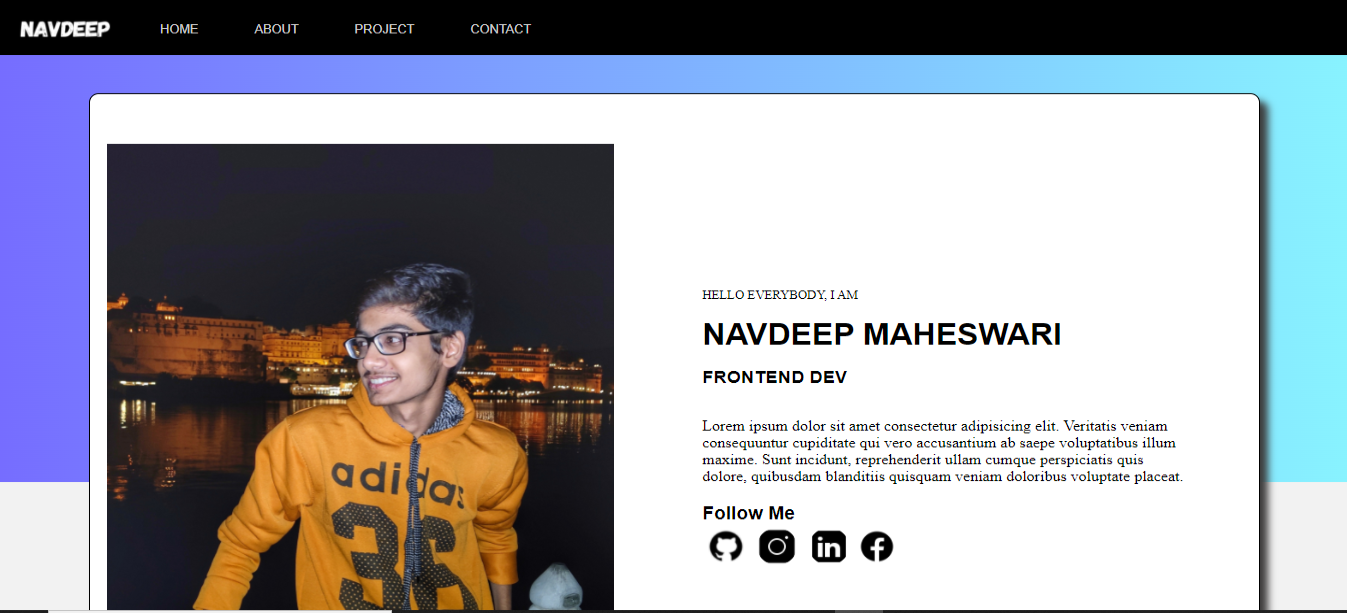 NAVDEEP HOME ABOUT PROJECT CONTACT
HELLO EVERYBODY, I AM
NAVDEEP MAHESWARI
FRONTEND DEV
Lorem ipsum dolor sit amet consectetur adipisicing elit. Veritatis veniam
consequuntur cupiditate qui vero accusantium ab saepe voluptatibus illum
maxime. Sunt incidunt, reprehenderit ullam cumque perspiciatis quis
dolore, quibusdam blanditiis quisquam veniam doloribus voluptate placeat.
Follow Me
in
adidas
36